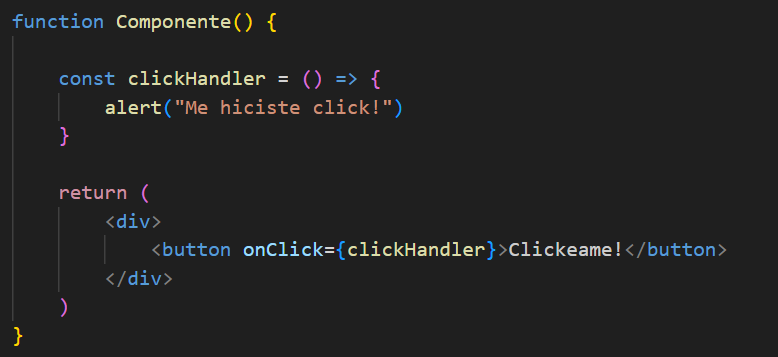 function Componente() {
    const clickHandler = () => {
        alert("Me hiciste click!")
    }
    return (
        <div>
            <button onClick={clickHandler}>Clickeame!</button>
        </div>
    )
}